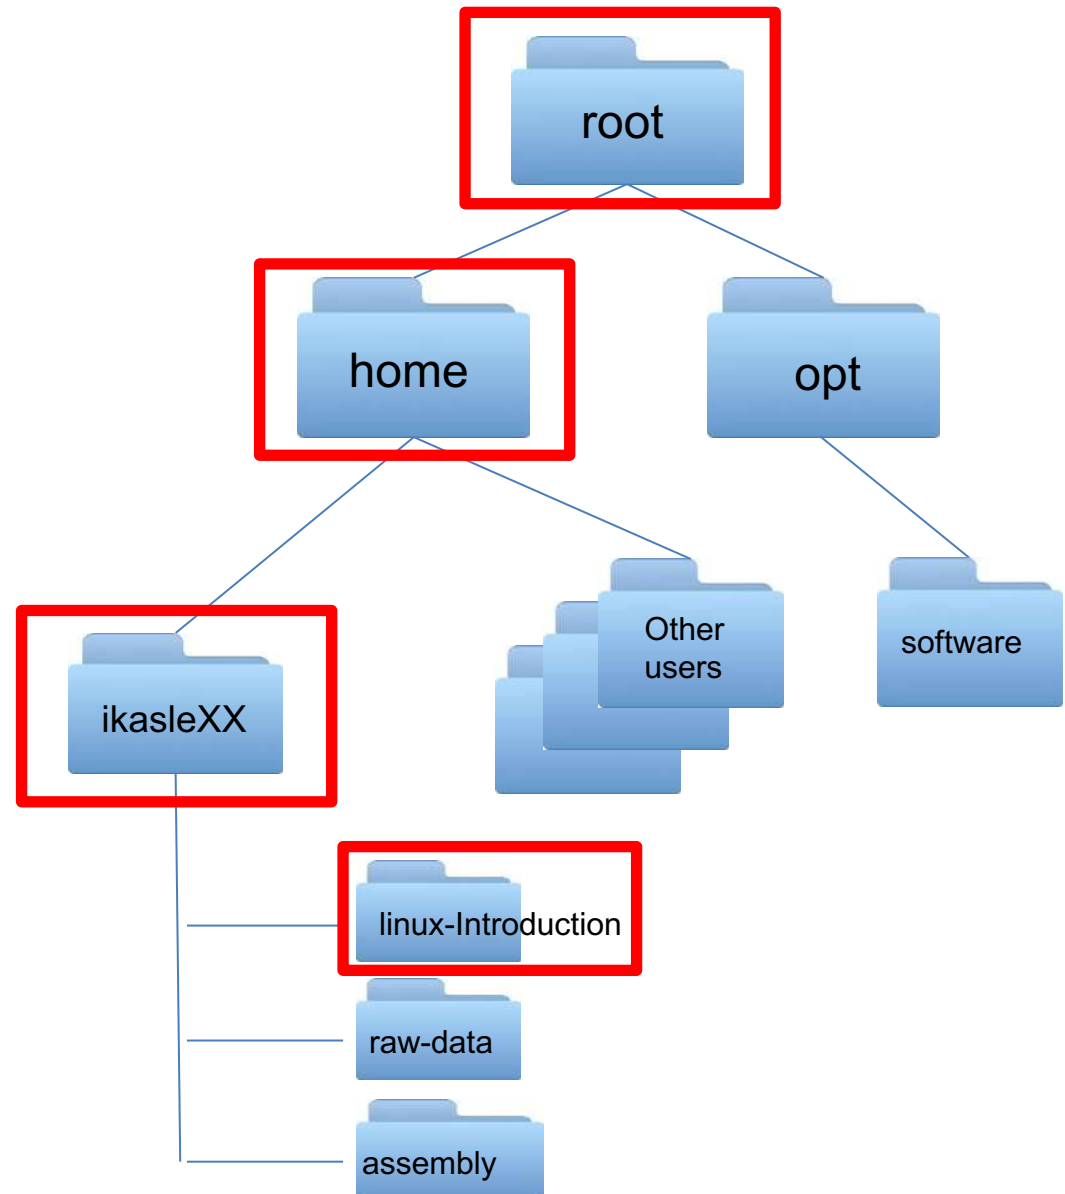 root
home
opt
Other
users
software
ikasleXX
linux-Introduction
raw-data
assembly